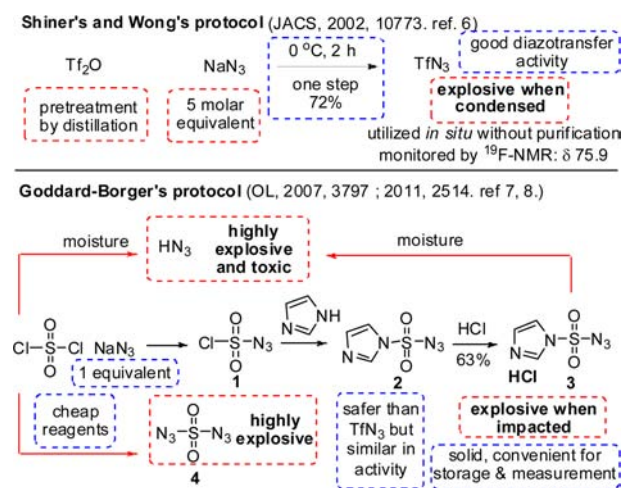 Shiner's and Wong's protocol (JACS, 2002, 10773. ref. 6)
0 °C, 2 h
Tf2O NaN3 TfN3 good diazotransfer
activity
one step
72%
pretreatment
by distillation
5 molar
equivalent
explosive when
condensed
utilized in situ without purification
monitored by 19F-NMR: δ 75.9
Goddard-Borger's protocol (OL, 2007, 3797 ; 2011, 2514. ref 7, 8.)
moisture
HN3 highly
explosive
and toxic
moisture
O
Cl S Cl
O
NaN3
1 equivalent
O
Cl S N3
O
1
N NH
O
N N S N3
O
2
HCl
63%
O
N N S N3
O
HCl 3
cheap
reagents
O
N3 S N3
O
4
highly
explosive
safer than
TfN3 but
similar in
activity
explosive when
impacted
solid, convenient for
storage & measurement